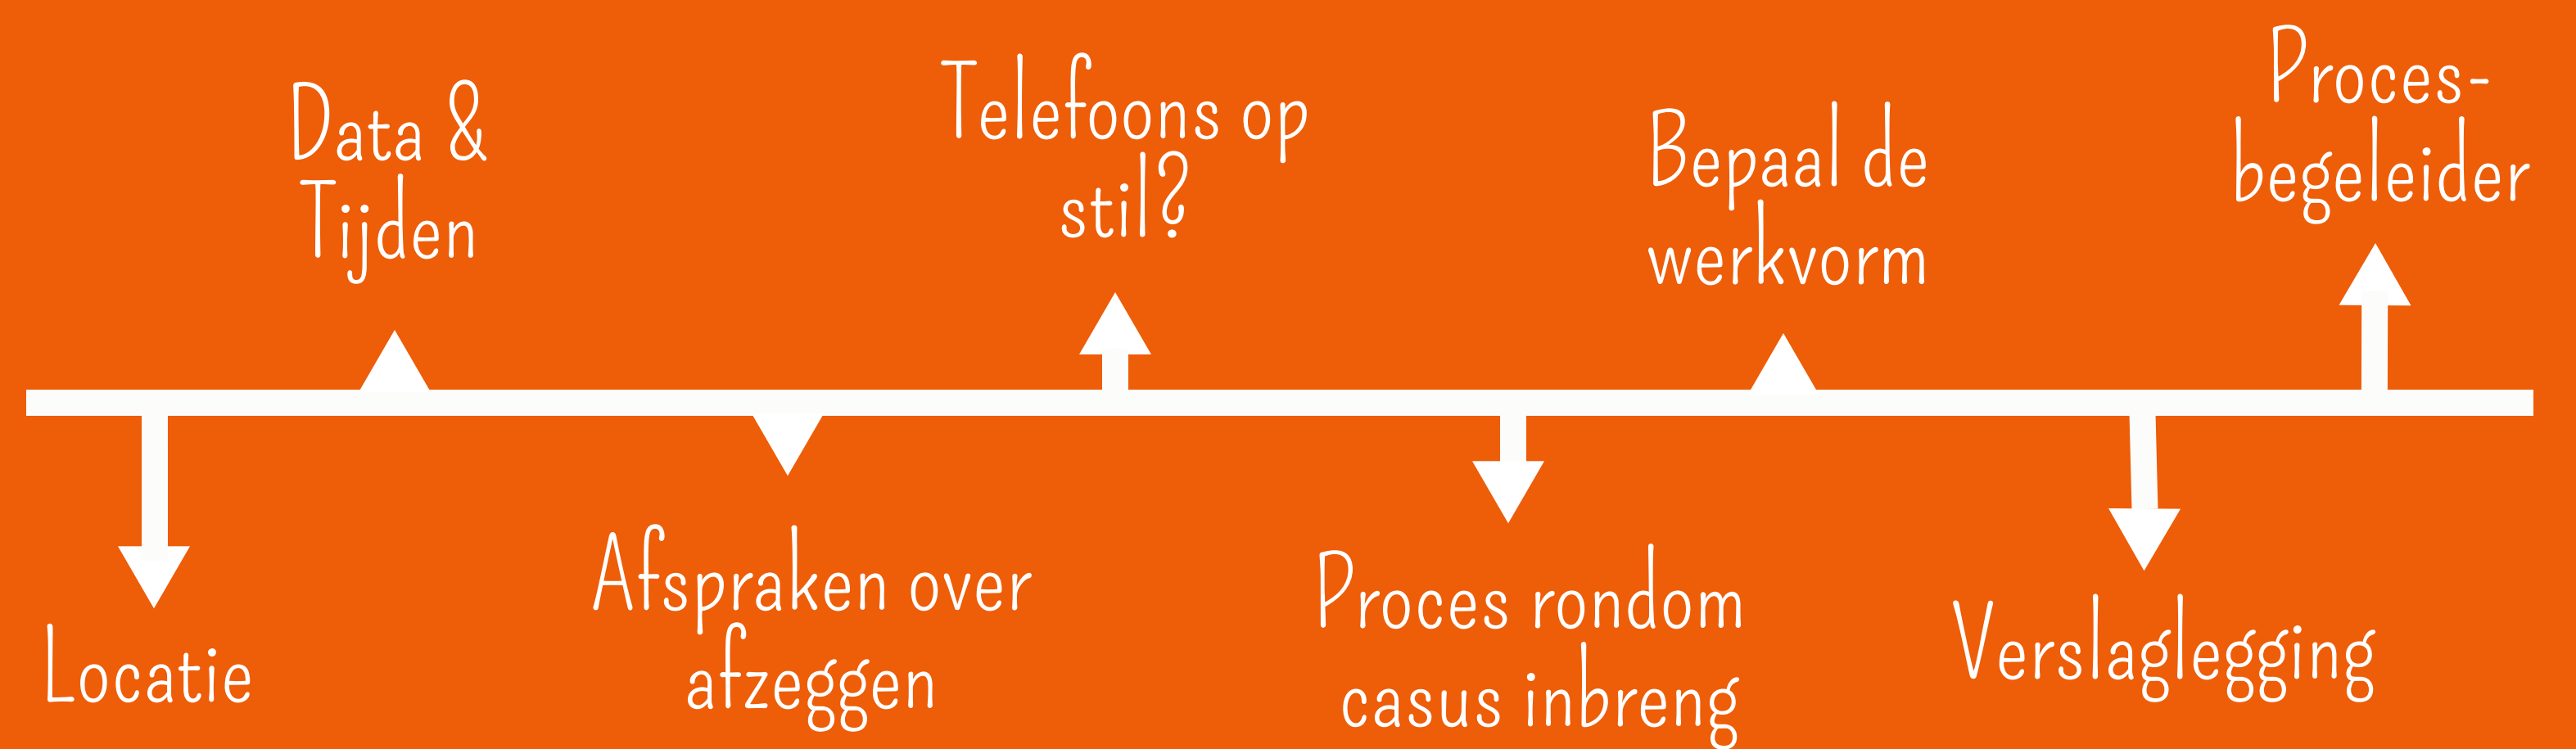 Locatie
Data &
Tijden
Afspraken over
afzeggen
Telefoons op
stil?
Proces rondom
casus inbreng
Bepaal de
werkvorm
Verslaglegging
Proces-
begeleider